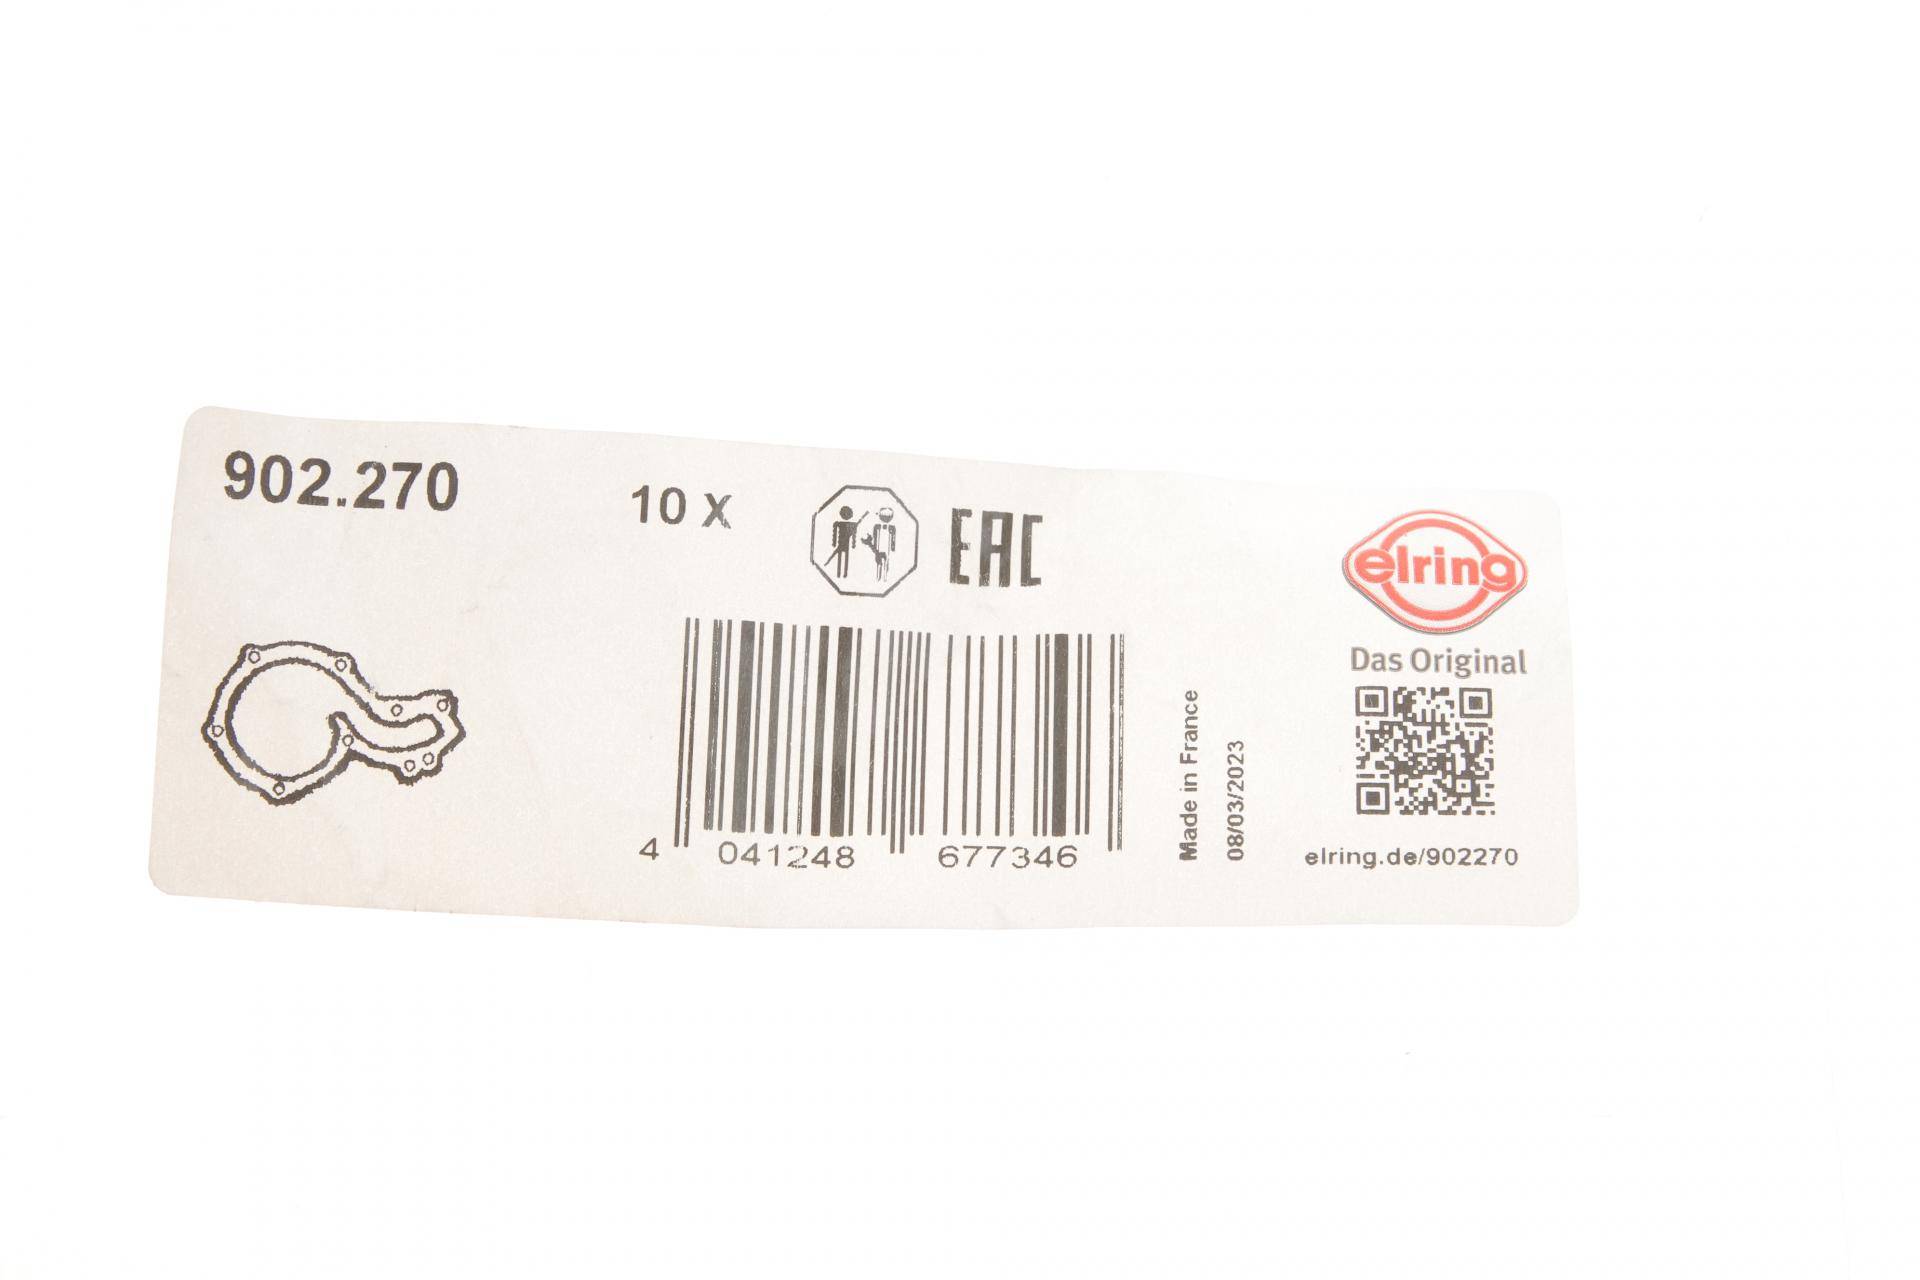 902.270
10 X
EAC
elring
Das Original
Made in France
08/03/2023
4 041248 677346
elring.de/902270